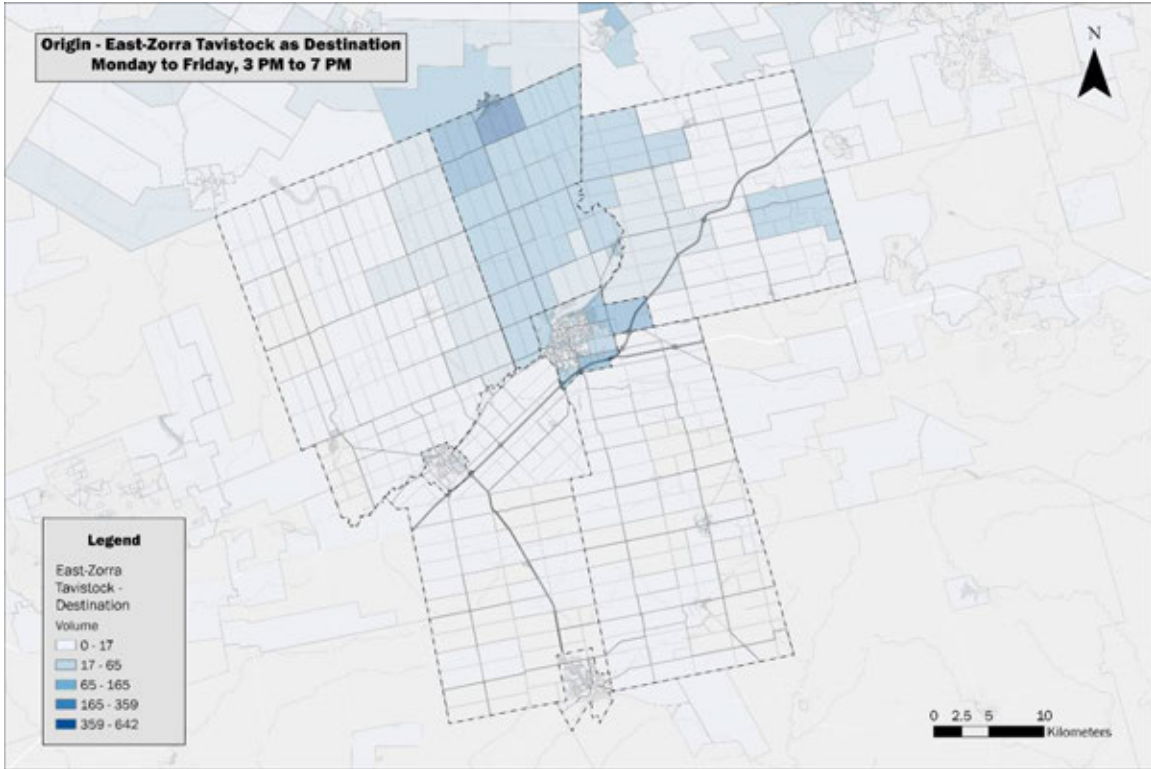 Origin - East-Zorra Tavistock as Destination
Monday to Friday, 3 PM to 7 PM
N
Legend
East-Zorra
Tavistock -
Destination
Volume
0 - 17
17 - 65
65 - 165
165 - 359
359 - 642
0 2.5 5 10
Kilometers